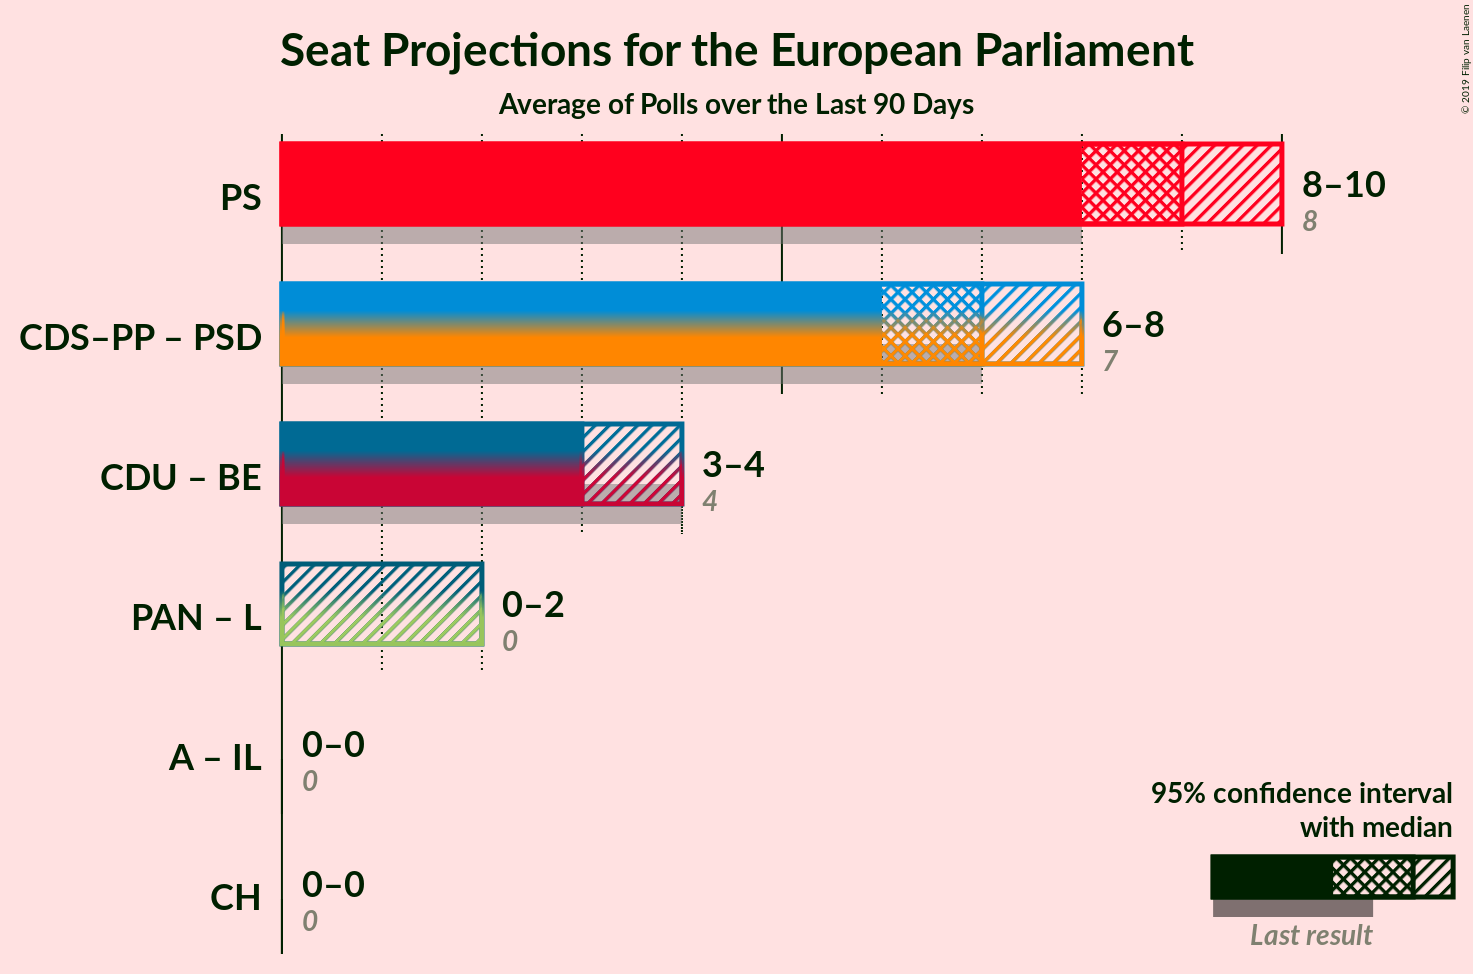 Seat Projections for the European Parliament
Average of Polls over the Last 90 Days
© 2019 Filip van Laenen
PS
8–10
8
CDS–PP – PSD
6–8
7
CDU – BE
3–4
4
PAN – L
0–2
0
A – IL
0–0
0
CH
0–0
0
95% confidence interval
with median
Last result